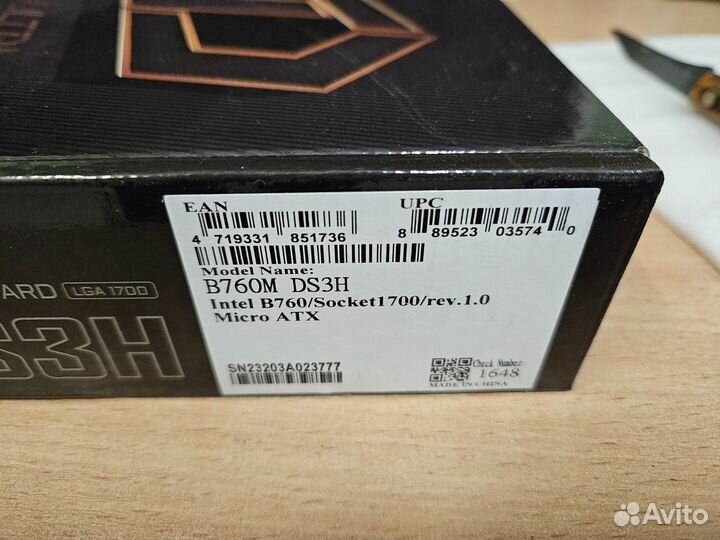 EAN
UPC
4 719331 851736
8 89523 03574 0
Model Name:
B760M DS3H
Intel B760/Socket1700/rev.1.0
Micro ATX
SN23203A023777
Check Number
1648
MADE IN CHINA
ARD LGA 1700
S3H
Avito